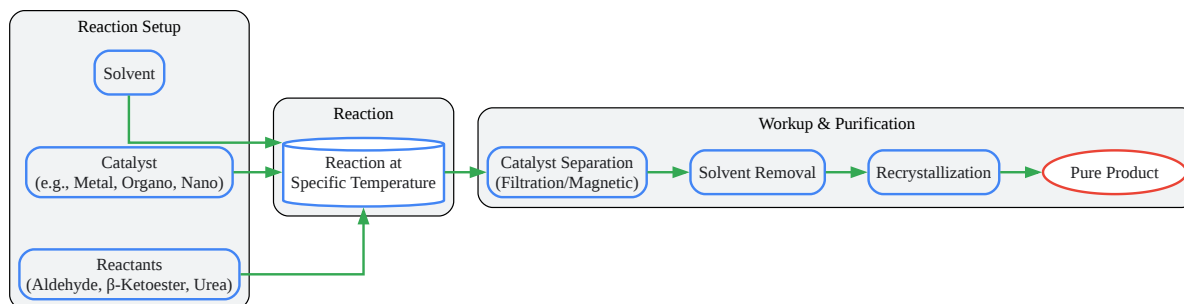 Reaction Setup
Solvent
Catalyst
(e.g., Metal, Organo, Nano)
Reactants
(Aldehyde, β-Ketoester, Urea)
Reaction
Reaction at
Specific Temperature
Workup & Purification
Catalyst Separation
(Filtration/Magnetic)
Solvent Removal
Recrystallization
Pure Product